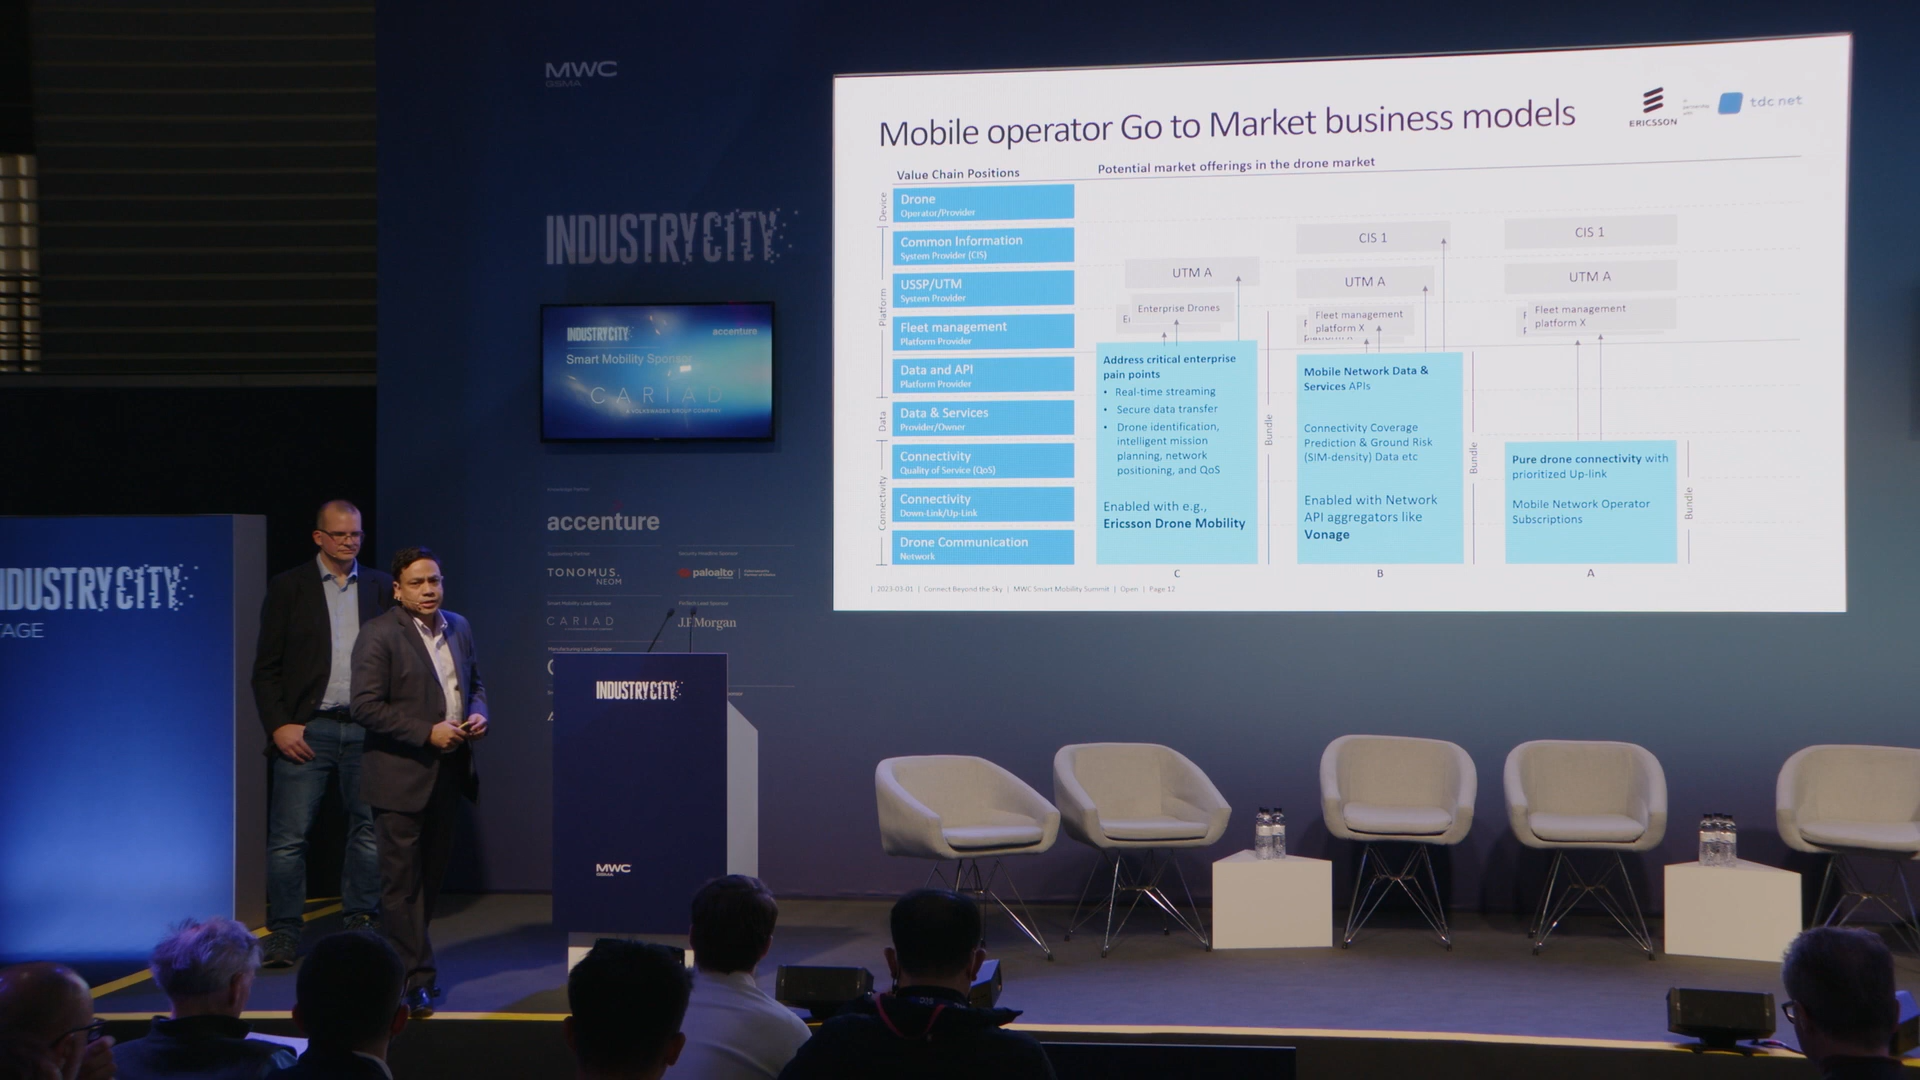 MWC
GSMA
INDUSTRYCITY
INDUSTRYCITY
accenture
Smart Mobility Sponsor
CARIAD
A VOLKSWAGEN GROUP COMPANY
accenture
Supporting Partner
Security Headline Sponsor
TONOMUS.
NEOM
paloalto
Smart Mobility Lead Sponsor
FinTech Lead Sponsor
CARIAD
J.P.Morgan
Manufacturing Lead Sponsor
NDUSTRYCITY
TAGE
INDUSTRYCITY
MWC
GSMA
Mobile operator Go to Market business models
ERICSSON
in partnership with
tdc net
Value Chain Positions
Potential market offerings in the drone market
Device
Platform
Data
Connectivity
Drone
Operator/Provider
Common Information
System Provider (CIS)
USSP/UTM
System Provider
Fleet management
Platform Provider
Data and API
Platform Provider
Data & Services
Provider/Owner
Connectivity
Quality of Service (QoS)
Connectivity
Down-Link/Up-Link
Drone Communication
Network
UTM A
Enterprise Drones
Address critical enterprise
pain points
• Real-time streaming
• Secure data transfer
• Drone identification,
intelligent mission
planning, network
positioning, and QoS
Enabled with e.g.,
Ericsson Drone Mobility
C
Bundle
CIS 1
UTM A
Fleet management
platform X
Mobile Network Data &
Services APIs
Connectivity Coverage
Prediction & Ground Risk
(SIM-density) Data etc
Enabled with Network
API aggregators like
Vonage
B
Bundle
CIS 1
UTM A
Fleet management
platform X
Pure drone connectivity with
prioritized Up-link
Mobile Network Operator
Subscriptions
A
Bundle
| 2023-03-01 | Connect Beyond the Sky | MWC Smart Mobility Summit | Open | Page 12